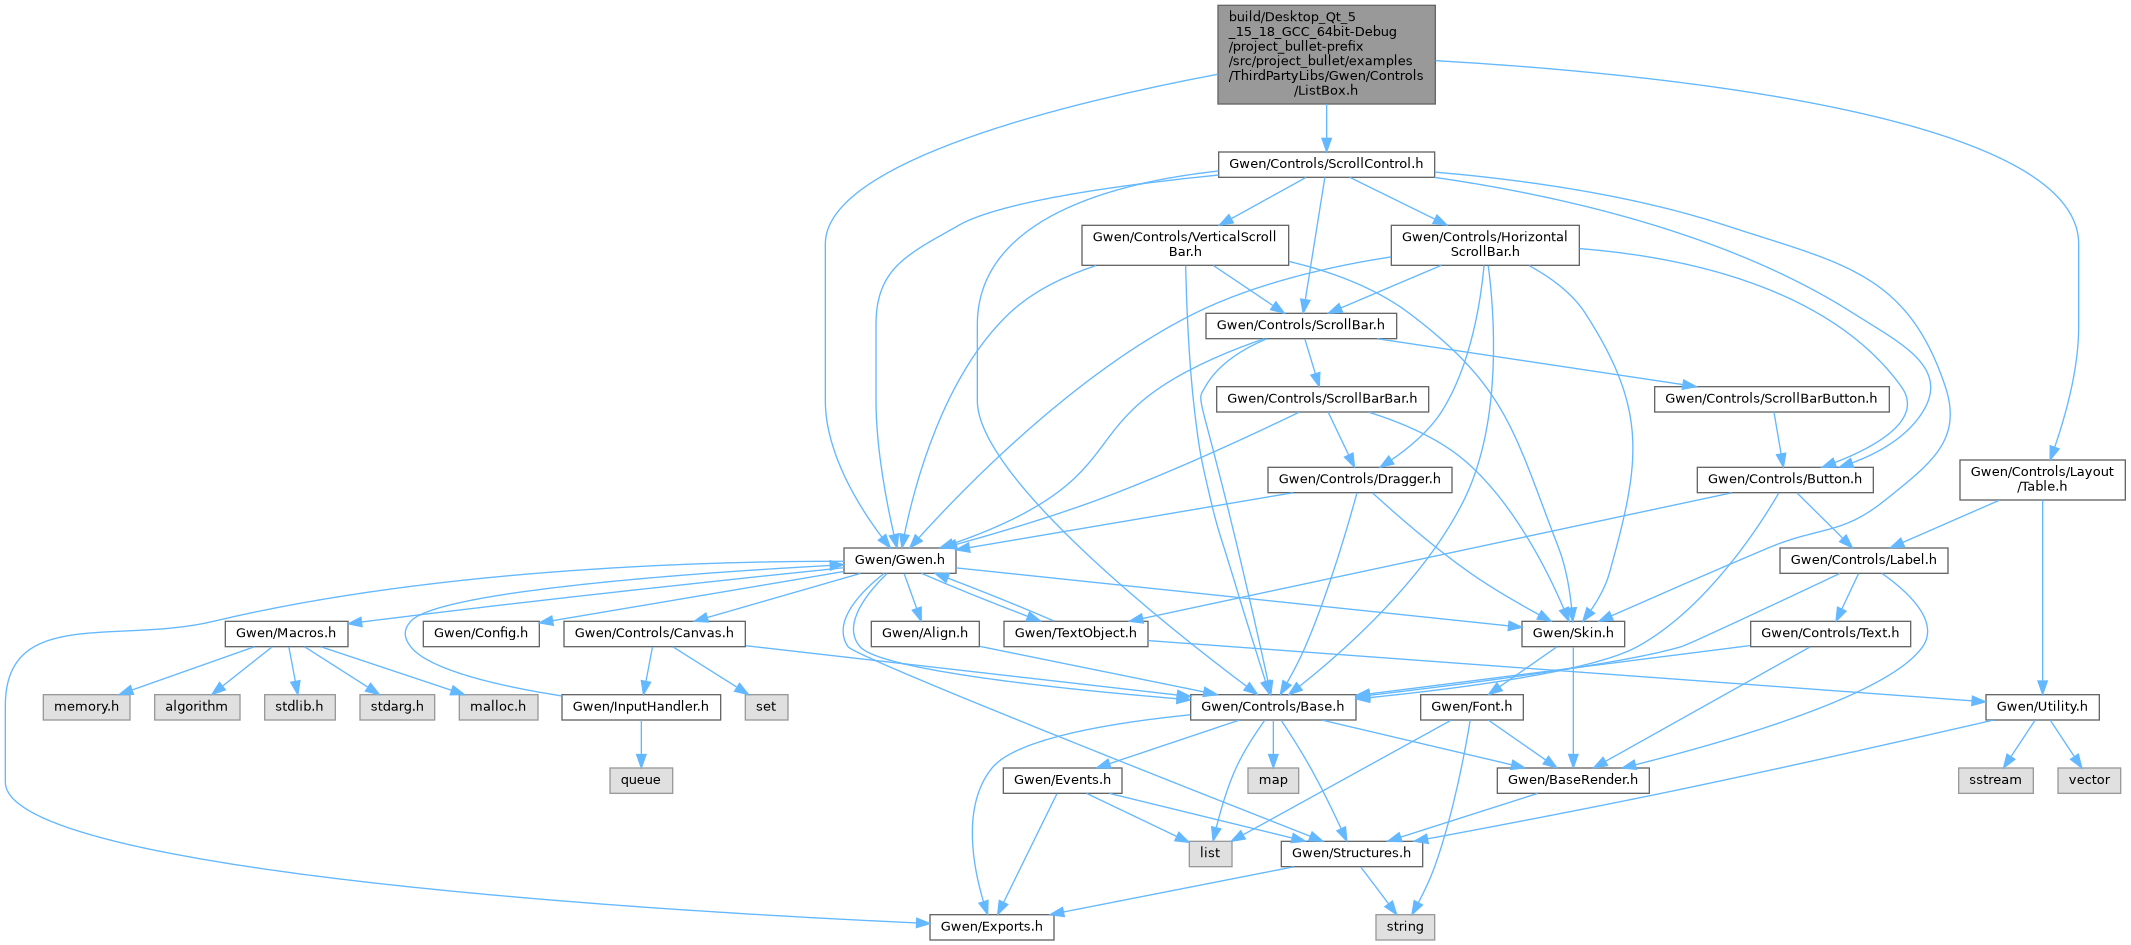 build/Desktop_Qt_5
_15_18_GCC_64bit-Debug
/project_bullet-prefix
/src/project_bullet/examples
/ThirdPartyLibs/Gwen/Controls
/ListBox.h
Gwen/Controls/ScrollControl.h
Gwen/Controls/VerticalScroll
Bar.h
Gwen/Controls/Horizontal
ScrollBar.h
Gwen/Controls/ScrollBar.h
Gwen/Controls/ScrollBarBar.h
Gwen/Controls/ScrollBarButton.h
Gwen/Controls/Dragger.h
Gwen/Controls/Button.h
Gwen/Controls/Layout
/Table.h
Gwen/Gwen.h
Gwen/Controls/Label.h
Gwen/Macros.h
Gwen/Config.h
Gwen/Controls/Canvas.h
Gwen/Align.h
Gwen/TextObject.h
Gwen/Skin.h
Gwen/Controls/Text.h
memory.h
algorithm
stdlib.h
stdarg.h
malloc.h
Gwen/InputHandler.h
set
Gwen/Controls/Base.h
Gwen/Font.h
Gwen/Utility.h
queue
Gwen/Events.h
map
Gwen/BaseRender.h
sstream
vector
list
Gwen/Structures.h
Gwen/Exports.h
string